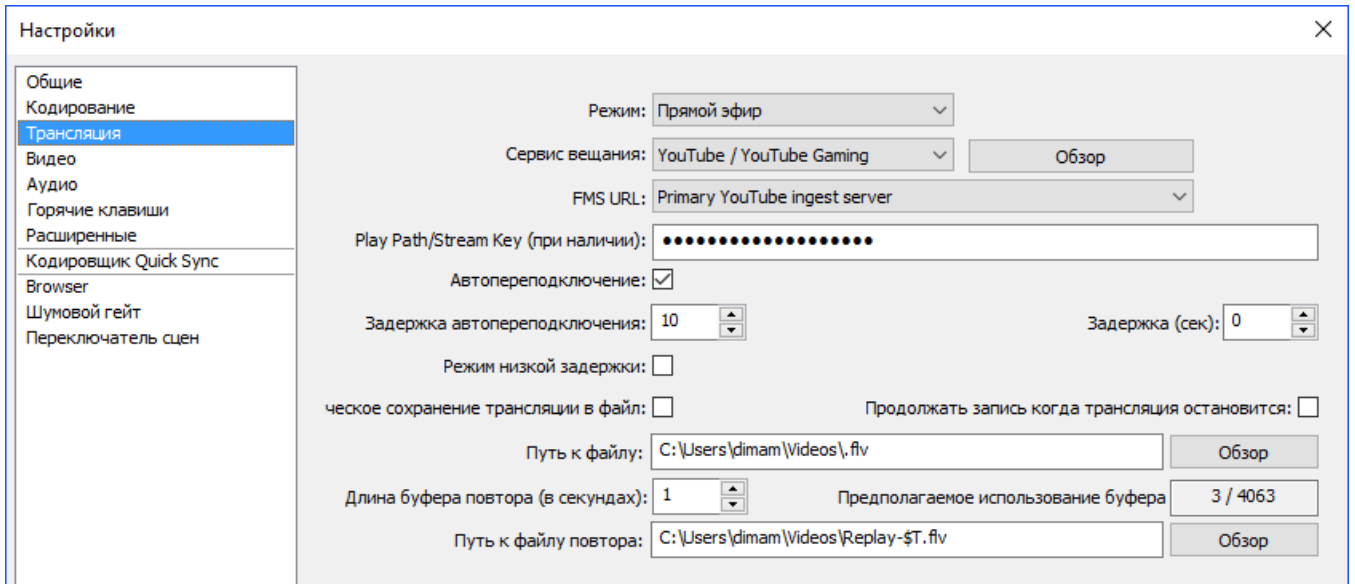 Настройки
Общие
Кодирование
Трансляция
Видео
Аудио
Горячие клавиши
Расширенные
Кодировщик Quick Sync
Browser
Шумовой гейт
Переключатель сцен
Режим: Прямой эфир
Сервис вещания: YouTube / YouTube Gaming Обзор
FMS URL: Primary YouTube ingest server
Play Path/Stream Key (при наличии): ●●●●●●●●●●●●●●●●●●●
Автопереподключение:
Задержка автопереподключения: 10 Задержка (сек): 0
Режим низкой задержки:
ческое сохранение трансляции в файл: Продолжать запись когда трансляция остановится:
Путь к файлу: C:\Users\dimam\Videos\.flv Обзор
Длина буфера повтора (в секундах): 1 Предполагаемое использование буфера 3 / 4063
Путь к файлу повтора: C:\Users\dimam\Videos\Replay-$T.flv Обзор